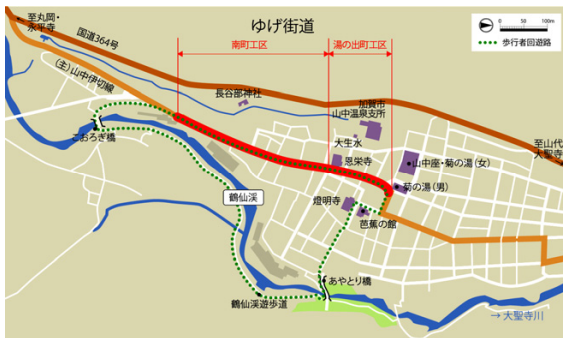 ゆげ街道
至丸岡・
永平寺
国道364号
(主)山中伊切線
南町工区
湯の出町工区
0 50 100m
歩行者回遊路
長谷部神社
加賀市
山中温泉支所
大生水
恩栄寺
至山代
大聖寺
山中座・菊の湯(女)
菊の湯(男)
こおろぎ橋
鶴仙渓
燈明寺
芭蕉の館
あやとり橋
鶴仙渓遊歩道
→大聖寺川